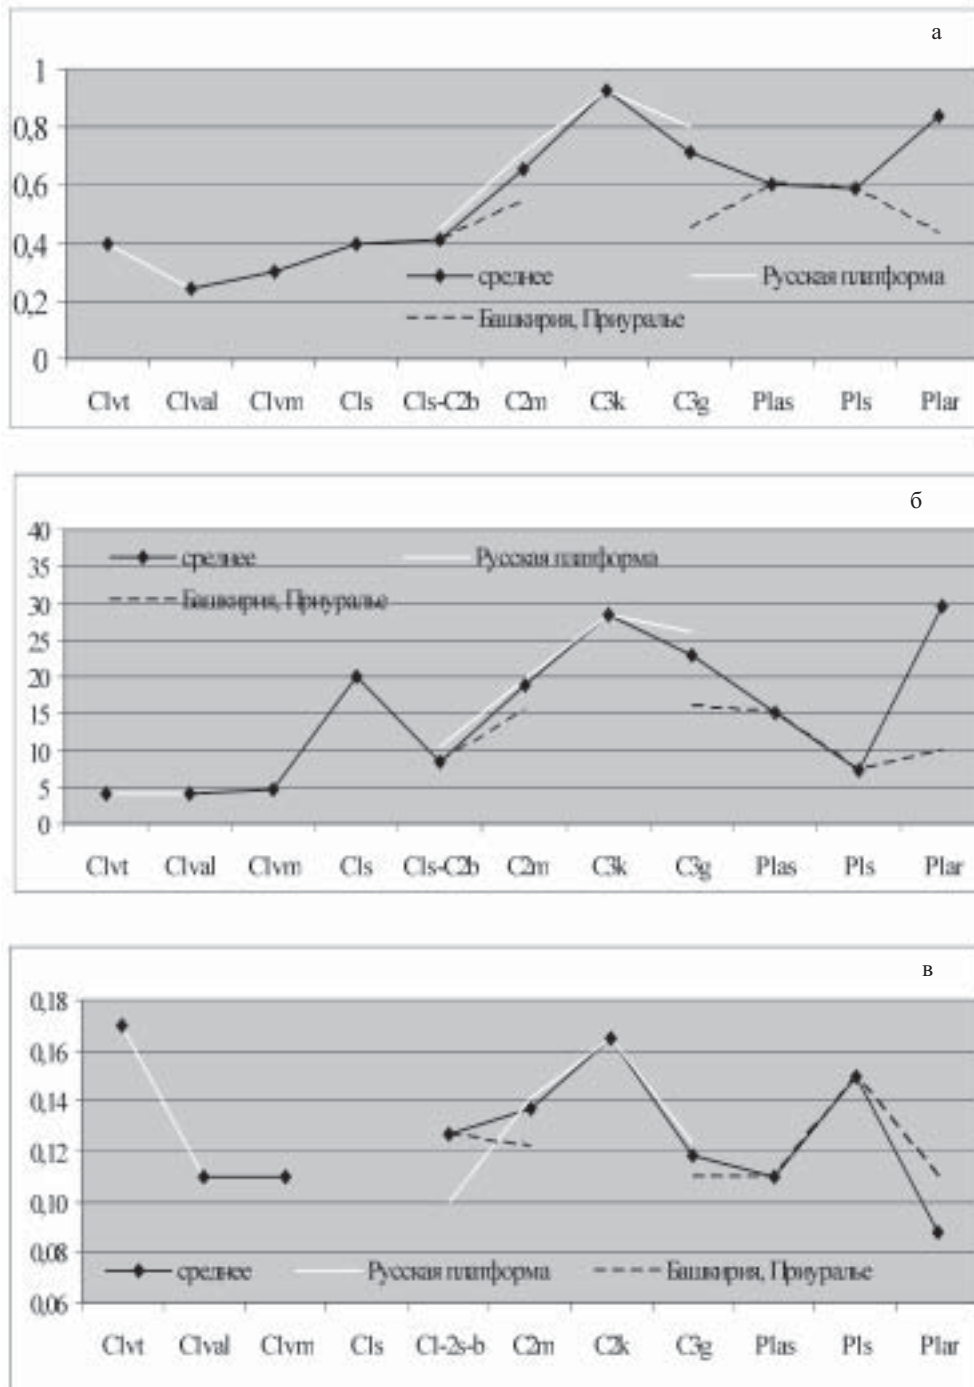 а
1
0,8
0,6
0,4
среднее Русская платформа
0,2
Башкирия, Приуралье
0
C1vt C1val C1vm C1s C1s-C2b C2m C3k C3g P1as P1s P1ar
б
40
среднее Русская платформа
35
Башкирия, Приуралье
30
25
20
15
10
5
0
C1vt C1val C1vm C1s C1s-C2b C2m C3k C3g P1as P1s P1ar
в
0,18
0,16
0,14
0,12
0,10
0,08
среднее Русская платформа Башкирия, Приуралье
0,06
C1vt C1val C1vm C1s C1-2s-b C2m C2k C3g P1as P1s P1ar